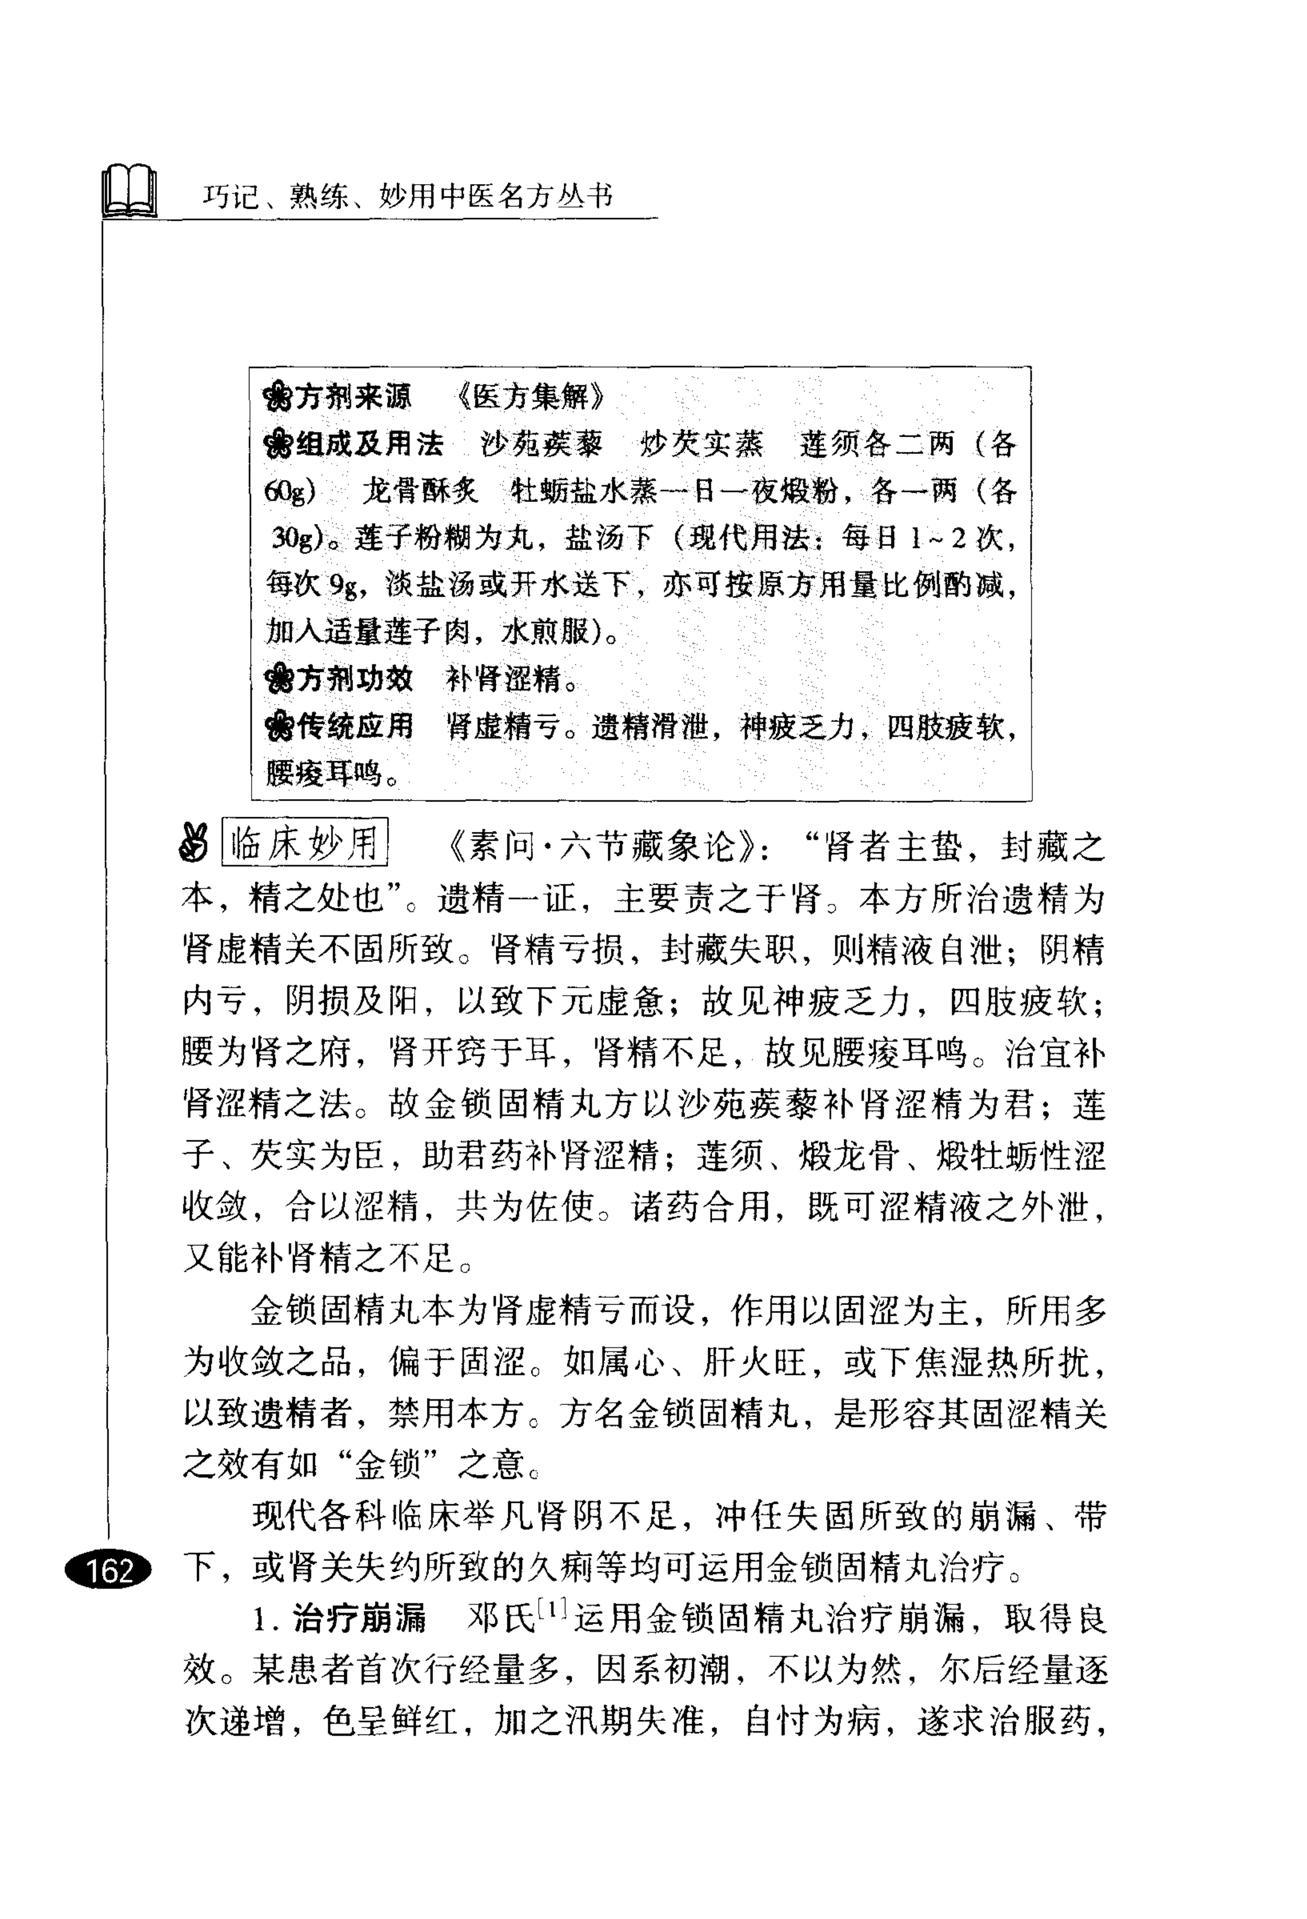 巧记、熟练、妙用中医名方丛书
方剂来源 《医方集解》
组成及用法 沙苑蒺藜 炒芡实蒸 莲须各二两（各
60g） 龙骨酥炙 牡蛎盐水蒸一日一夜煅粉，各一两（各
30g）。莲子粉糊为丸，盐汤下（现代用法：每日1~2次，
每次9g，淡盐汤或开水送下，亦可按原方用量比例酌减，
加入适量莲子肉，水煎服）。
方剂功效 补肾涩精。
传统应用 肾虚精亏。遗精滑泄，神疲乏力，四肢疲软，
腰痠耳鸣。
临床妙用 《素问·六节藏象论》：“肾者主蛰，封藏之
本，精之处也”。遗精一证，主要责之于肾。本方所治遗精为
肾虚精关不固所致。肾精亏损，封藏失职，则精液自泄；阴精
内亏，阴损及阳，以致下元虚惫；故见神疲乏力，四肢疲软；
腰为肾之府，肾开窍于耳，肾精不足，故见腰痠耳鸣。治宜补
肾涩精之法。故金锁固精丸方以沙苑蒺藜补肾涩精为君；莲
子、芡实为臣，助君药补肾涩精；莲须、煅龙骨、煅牡蛎性涩
收敛，合以涩精，共为佐使。诸药合用，既可涩精液之外泄，
又能补肾精之不足。
金锁固精丸本为肾虚精亏而设，作用以固涩为主，所用多
为收敛之品，偏于固涩。如属心、肝火旺，或下焦湿热所扰，
以致遗精者，禁用本方。方名金锁固精丸，是形容其固涩精关
之效有如“金锁”之意。
现代各科临床举凡肾阴不足，冲任失固所致的崩漏、带
下，或肾关失约所致的久痢等均可运用金锁固精丸治疗。
162
1. 治疗崩漏 邓氏[1]运用金锁固精丸治疗崩漏，取得良
效。某患者首次行经量多，因系初潮，不以为然，尔后经量逐
次递增，色呈鲜红，加之汛期失准，自忖为病，遂求治服药，